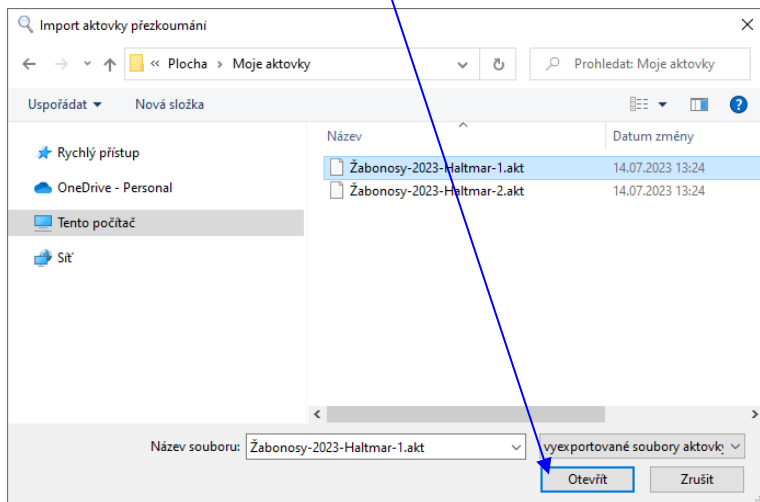 Import aktovky přezkoumání
« Plocha › Moje aktovky
Prohledat: Moje aktovky
Uspořádat
Nová složka
Název
Datum změny
Rychlý přístup
OneDrive - Personal
Tento počítač
Síť
Žabonosy-2023-Haltmar-1.akt 14.07.2023 13:24
Žabonosy-2023-Haltmar-2.akt 14.07.2023 13:24
Název souboru: Žabonosy-2023-Haltmar-1.akt
vyexportované soubory aktovky
Otevřít
Zrušit